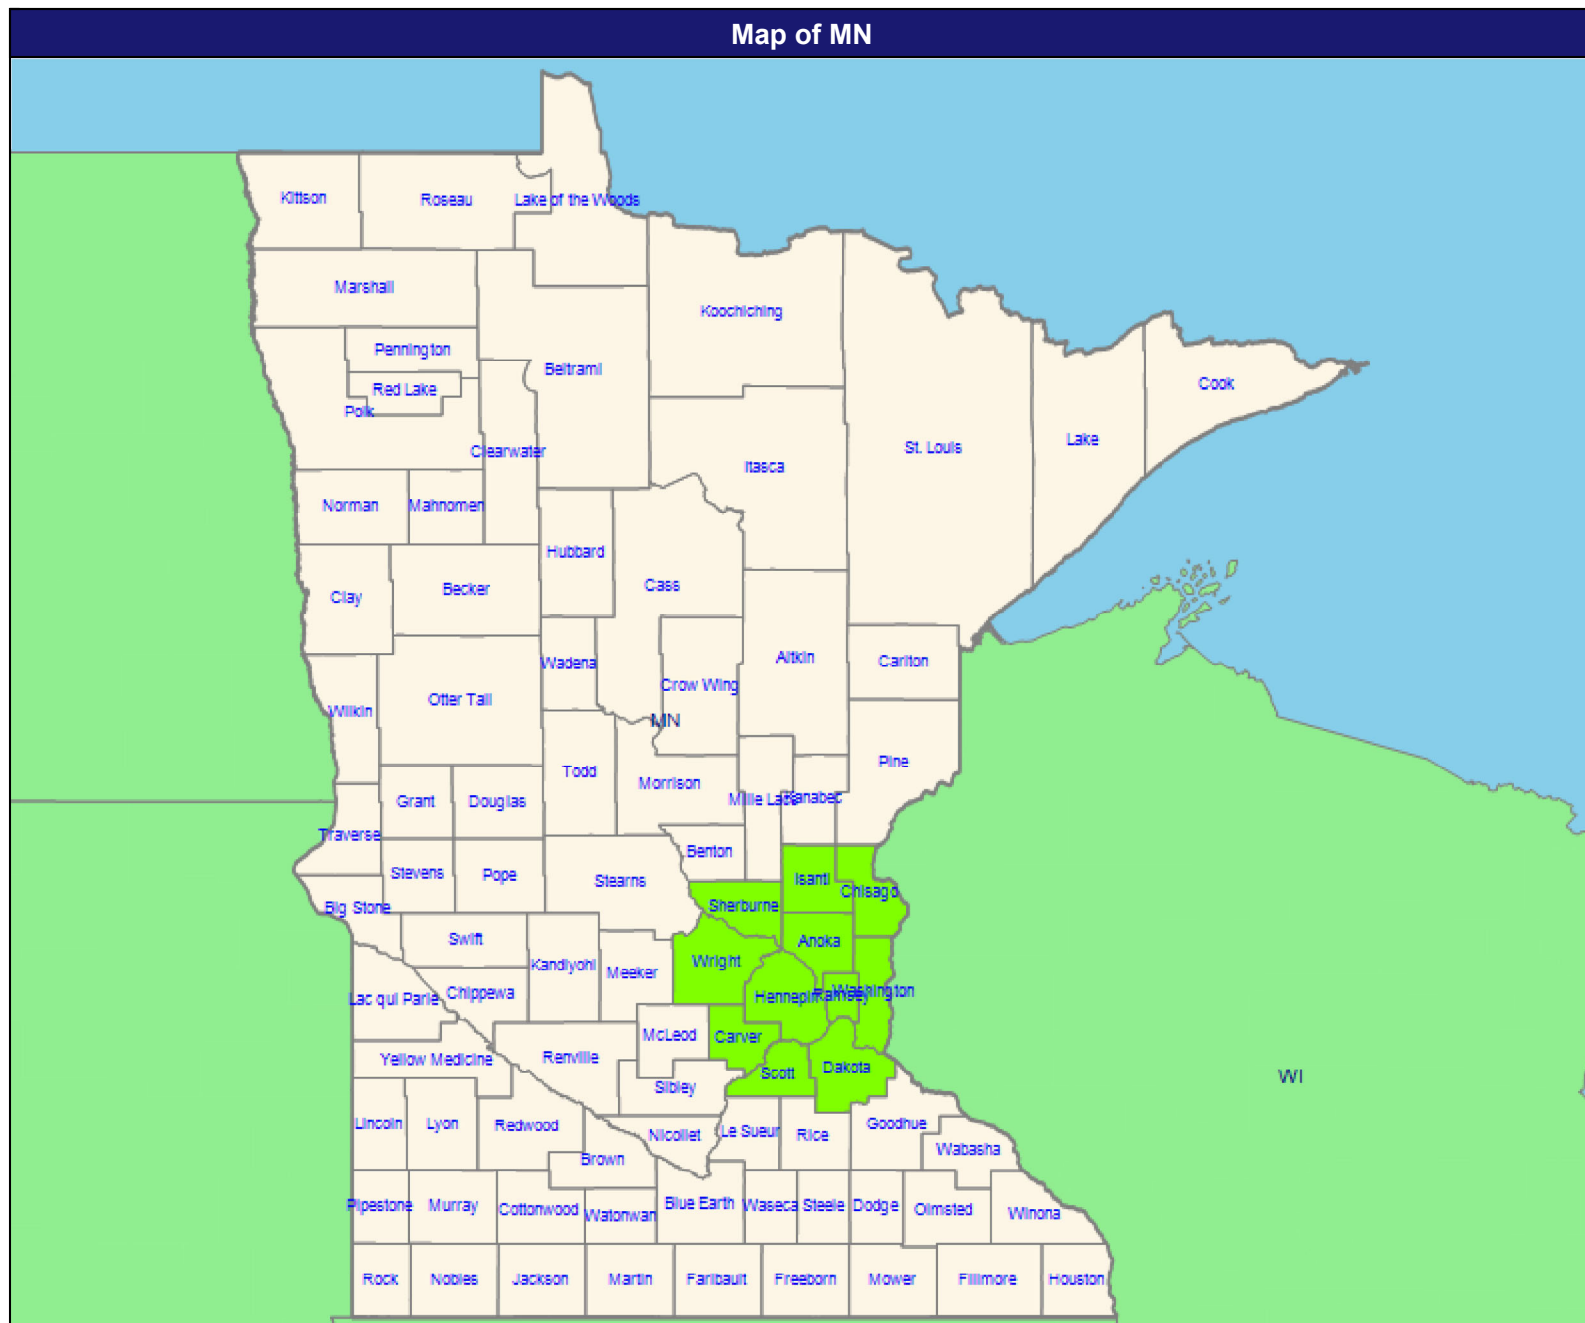 Map of MN
Kittson
Roseau
Lake of the Woods
Marshall
Koochiching
Pennington
Beltrami
Red Lake
Polk
Cook
Clearwater
Lake
St. Louis
Itasca
Norman
Mahnomen
Hubbard
Cass
Becker
Clay
Wadena
Aitkin
Carlton
Crow Wing
Otter Tail
Wilkin
MN
Pine
Todd
Morrison
Grant
Douglas
Mille Lacs
Kanabec
Traverse
Benton
Stevens
Pope
Stearns
Isanti
Chisago
Big Stone
Sherburne
Swift
Anoka
Kandiyohi
Meeker
Wright
Lac qui Parle
Chippewa
Hennepin
Ramsey
Washington
McLeod
Carver
Yellow Medicine
Renville
Scott
Dakota
Sibley
WI
Lincoln
Lyon
Redwood
Nicollet
Le Sueur
Rice
Goodhue
Wabasha
Brown
Pipestone
Murray
Cottonwood
Watonwan
Blue Earth
Waseca
Steele
Dodge
Olmsted
Winona
Rock
Nobles
Jackson
Martin
Faribault
Freeborn
Mower
Fillmore
Houston